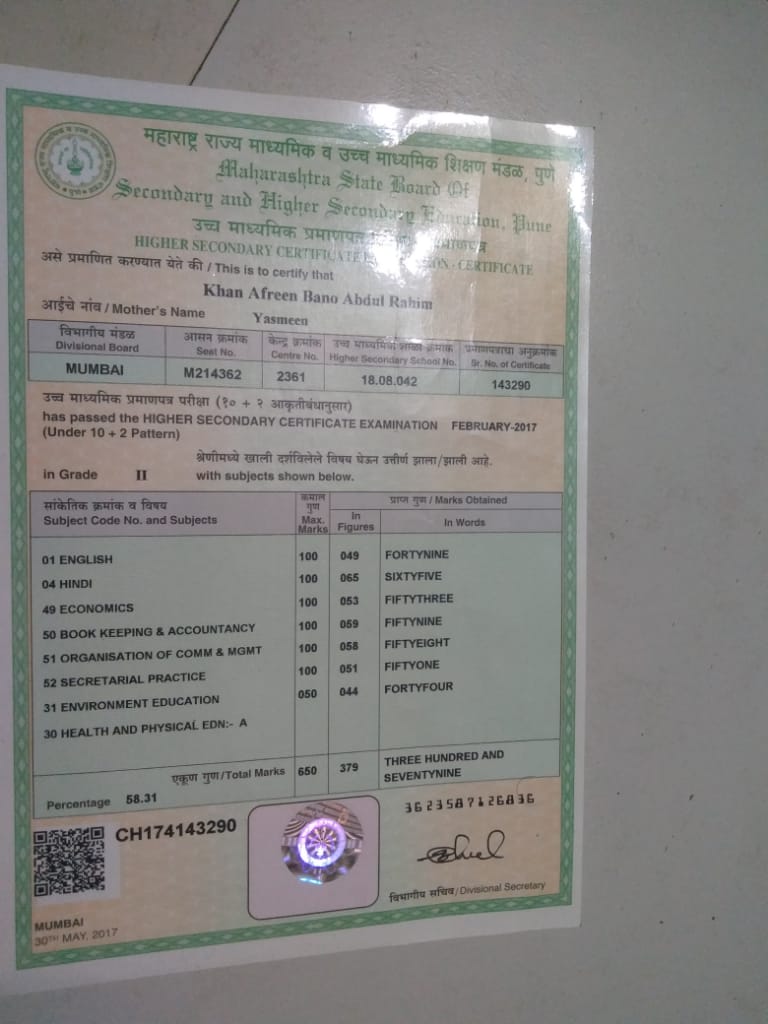 महाराष्ट्र राज्य माध्यमिक व उच्च माध्यमिक शिक्षण मंडळ, पुणे
Maharashtra State Board Of
Secondary and Higher Secondary Education, Pune
उच्च माध्यमिक प्रमाणपत्र
HIGHER SECONDARY CERTIFICATE - CERTIFICATE
असे प्रमाणित करण्यात येते की / This is to certify that
Khan Afreen Bano Abdul Rahim
आईचे नांव / Mother's Name Yasmeen
विभागीय मंडळ आसन क्रमांक केन्द्र क्रमांक उच्च माध्यमिक शाळा क्रमांक प्रमाणपत्राचा अनुक्रमांक
Divisional Board Seat No. Centre No. Higher Secondary School No. Sr. No. of Certificate
MUMBAI M214362 2361 18.08.042 143290
उच्च माध्यमिक प्रमाणपत्र परीक्षा (१० + २ आकृतीबंधानुसार)
has passed the HIGHER SECONDARY CERTIFICATE EXAMINATION FEBRUARY-2017
(Under 10 + 2 Pattern)
श्रेणीमध्ये खाली दर्शविलेले विषय घेऊन उत्तीर्ण झाला/झाली आहे.
in Grade II with subjects shown below.
सांकेतिक क्रमांक व विषय कमाल गुण प्राप्त गुण / Marks Obtained
Subject Code No. and Subjects Max. Marks In Figures In Words
01 ENGLISH 100 049 FORTYNINE
04 HINDI 100 065 SIXTYFIVE
49 ECONOMICS 100 053 FIFTYTHREE
50 BOOK KEEPING & ACCOUNTANCY 100 059 FIFTYNINE
51 ORGANISATION OF COMM & MGMT 100 058 FIFTYEIGHT
52 SECRETARIAL PRACTICE 100 051 FIFTYONE
31 ENVIRONMENT EDUCATION 050 044 FORTYFOUR
30 HEALTH AND PHYSICAL EDN:- A
एकूण गुण/Total Marks 650 379 THREE HUNDRED AND
SEVENTYNINE
Percentage 58.31
3623587126836
CH174143290
विभागीय सचिव/Divisional Secretary
MUMBAI
30TH MAY, 2017